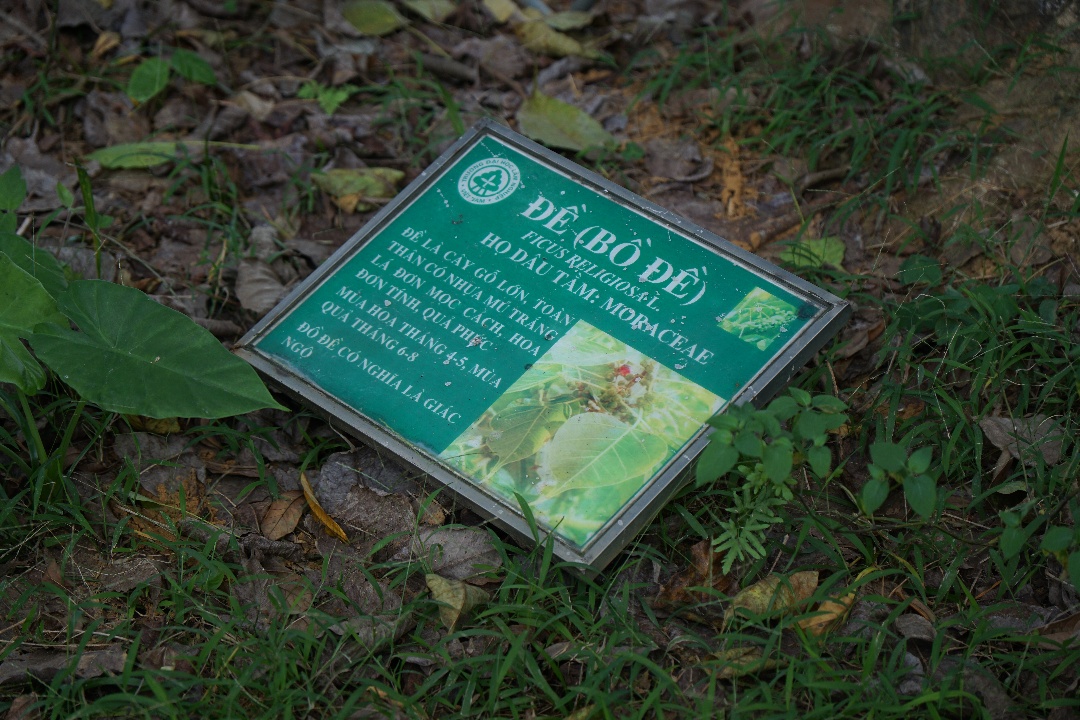 ĐỀ (BỒ ĐỀ)
FICUS RELIGIOSA L.
HỌ DÂU TẰM: MORACEAE
ĐỀ LÀ CÂY GỖ LỚN. TOÀN
THÂN CÓ NHỰA MỦ TRẮNG
LÁ ĐƠN MỌC CÁCH, HOA
ĐƠN TÍNH, QUẢ PHỨC
MÙA HOA THÁNG 4-5, MÙA
QUẢ THÁNG 6-8
ĐỒ ĐỀ CÓ NGHĨA LÀ GIÁC
NGỘ